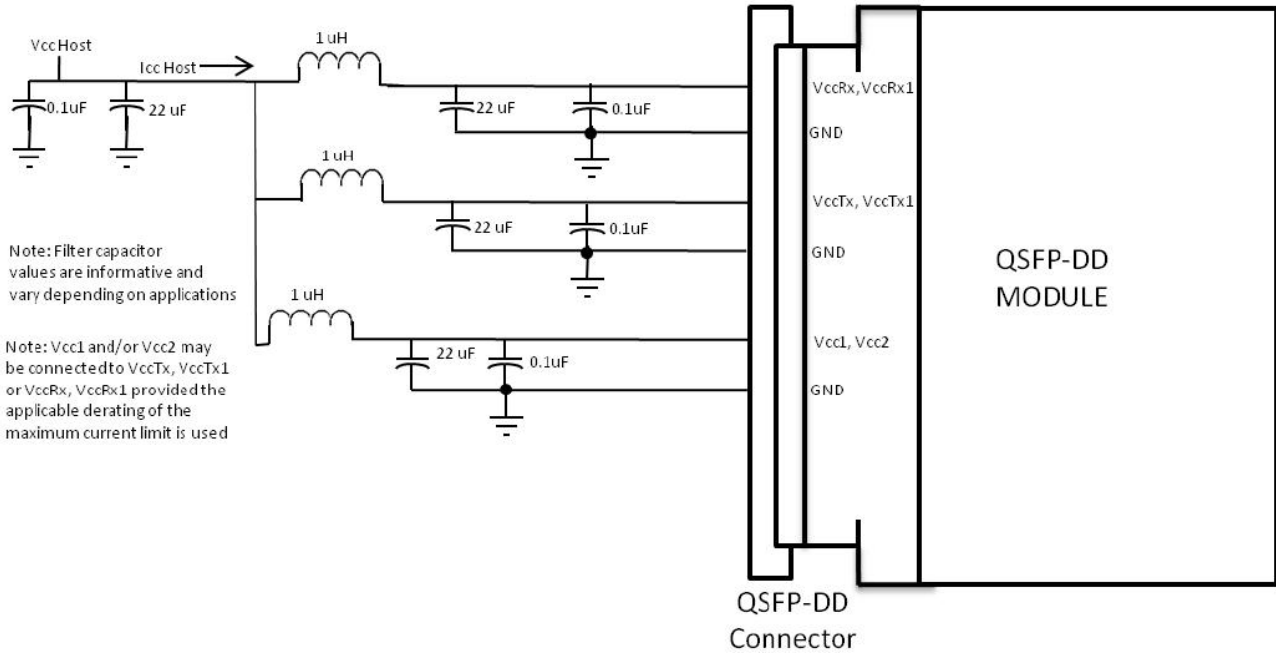 Vcc Host
Icc Host
0.1uF
22 uF
1 uH
22 uF
0.1uF
VccRx, VccRx1
GND
1 uH
22 uF
0.1uF
VccTx, VccTx1
GND
Note: Filter capacitor
values are informative and
vary depending on applications
1 uH
22 uF
0.1uF
Vcc1, Vcc2
GND
Note: Vcc1 and/or Vcc2 may
be connected to VccTx, VccTx1
or VccRx, VccRx1 provided the
applicable derating of the
maximum current limit is used
QSFP-DD
MODULE
QSFP-DD
Connector